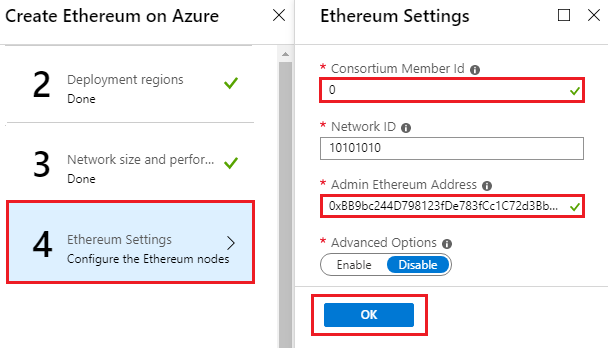 Create Ethereum on Azure
2
Deployment regions
Done
3
Network size and perfor...
Done
4
Ethereum Settings
Configure the Ethereum nodes
Ethereum Settings
* Consortium Member Id
0
* Network ID
10101010
* Admin Ethereum Address
0xBB9bc244D798123fDe783fCc1C72d3Bb...
* Advanced Options
Enable Disable
OK